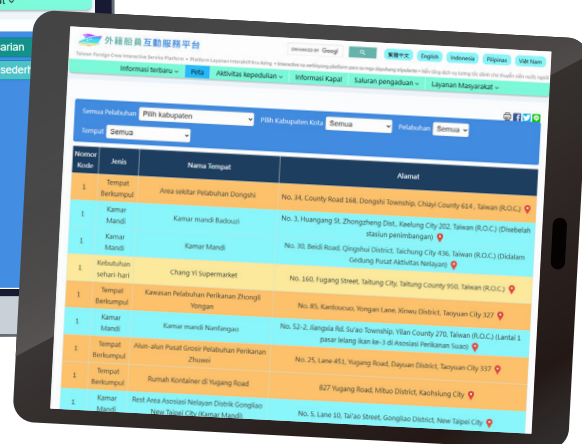 arian
sederh
外籍船員互動服務平台
ENHANCED BY Google
繁體中文 English Indonesia Pilipinas Việt Nam
Taiwan Foreign Crew Interactive Service Platform
Informasi terbaru Peta Aktivitas kepedulian Informasi Kapal Saluran pengaduan Layanan Masyarakat
Semua Pelabuhan Pilih kabupaten Pilih Kabupaten Kota Semua Pelabuhan Semua
Tempat Semua
Nomor Kode Jenis Nama Tempat Alamat
1 Tempat Berkumpul Area sekitar Pelabuhan Dongshi No. 34, County Road 168, Dongshi Township, Chiayi County 614, Taiwan (R.O.C.)
1 Kamar Mandi Kamar mandi Badouzi No. 3, Huangang St, Zhongzheng Dist., Keelung City 202, Taiwan (R.O.C.) (Disebelah stasiun penimbangan)
1 Kamar Mandi Kamar Mandi No. 30, Beidi Road, Qingshui District, Taichung City 436, Taiwan (R.O.C.) (Didalam Gedung Pusat Aktivitas Nelayan)
1 Kebutuhan sehari-hari Chang Yi Supermarket No. 160, Fugang Street, Taitung City, Taitung County 950, Taiwan (R.O.C.)
1 Tempat Berkumpul Kawasan Pelabuhan Perikanan Zhongli Yongan No. 85, Kantoucuo, Yongan Lane, Xinwu District, Taoyuan City 327
1 Kamar Mandi Kamar mandi Nanfangao No. 52-2, Jiangxia Rd, Su'ao Township, Yilan County 270, Taiwan (R.O.C.) (Lantai 1 pasar lelang ikan ke-3 di Asosiasi Perikanan Suao)
1 Tempat Berkumpul Alun-alun Pusat Grosir Pelabuhan Perikanan Zhuwei No. 25, Lane 451, Yugang Road, Dayuan District, Taoyuan City 337
1 Tempat Berkumpul Rumah Kontainer di Yugang Road 827 Yugang Road, Mituo District, Kaohsiung City
1 Kamar Mandi Rest Area Asosiasi Nelayan Distrik Gongliao New Taipei City (Kamar Mandi) No. 5, Lane 10, Tai'ao Street, Gongliao District, New Taipei City